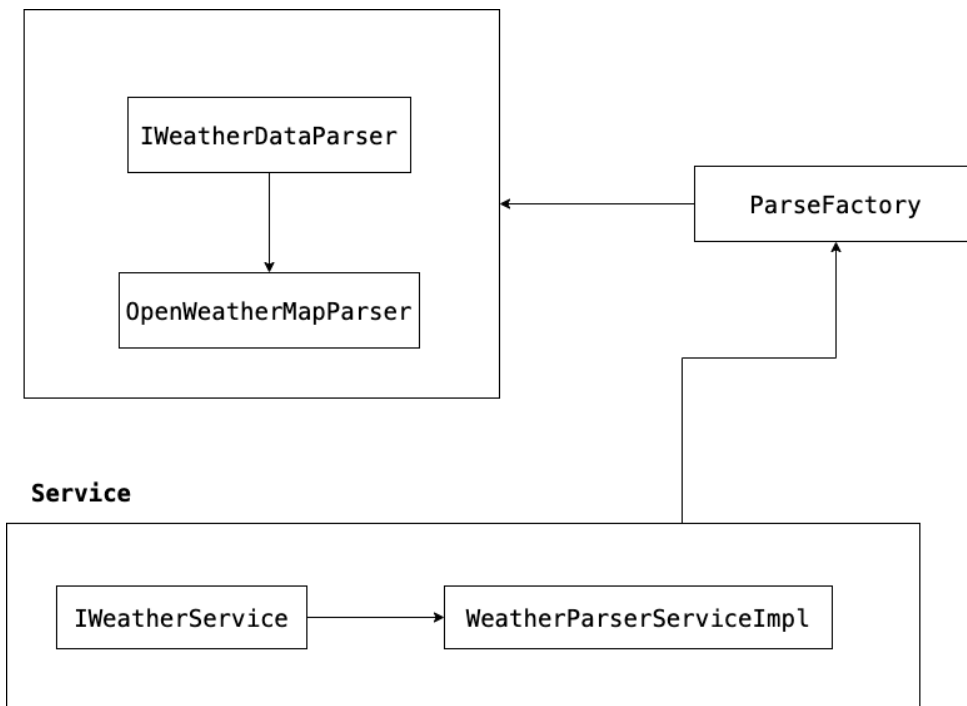 IWeatherDataParser
ParseFactory
OpenWeatherMapParser
Service
IWeatherService
WeatherParserServiceImpl